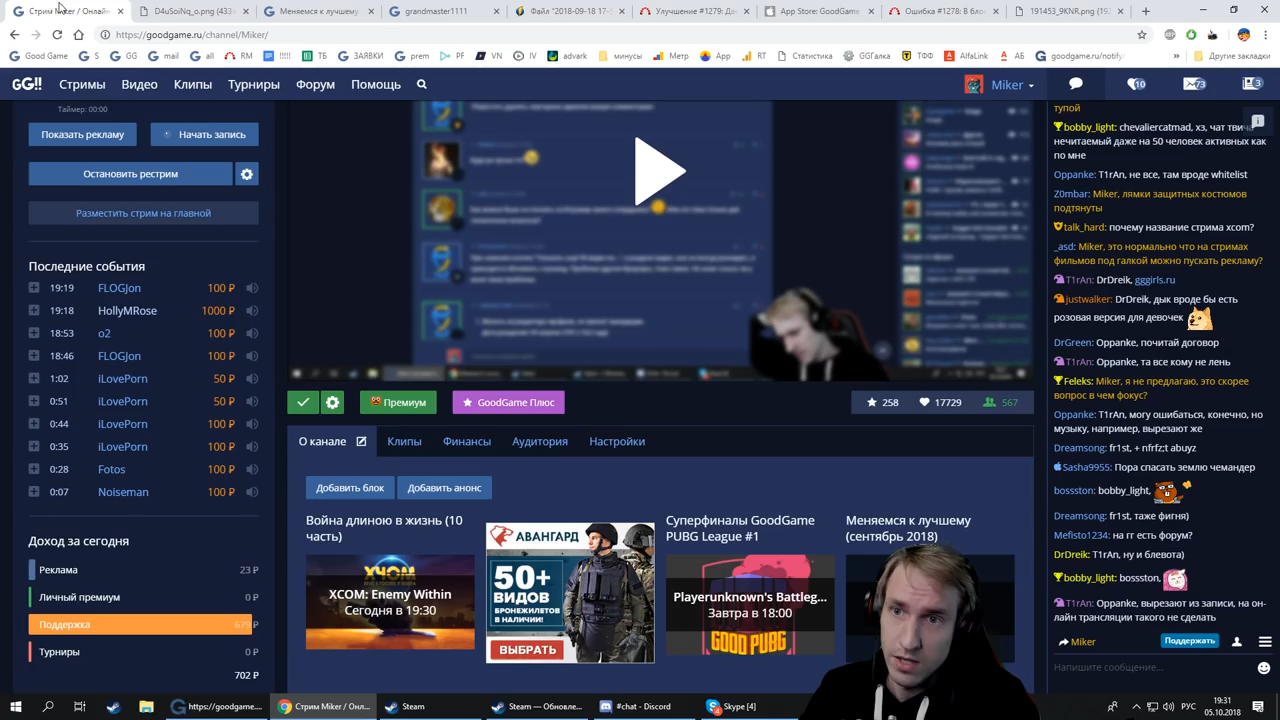 Стрим Miker / Онлай
D4uSoiNq_o.png (433×
Меняемся к лучшему
grandmaster1111
Файл "2018-09-18 17-5
Улучшение #1279: Де
App Store: GoodGame
Ошибка #1278: В бло
191453_9KNR.png (192
https://goodgame.ru/channel/Miker/
Good Game
G
S
GG
ЗАЯВКИ
G
prem
PF
VN
IV
advark
минусы
Метр
App
RT
Статистика
GGГалка
ТФФ
AlfaLink
АБ
goodgame.ru/notify/
Другие закладки
GG!!
Стримы
Видео
Клипы
Турниры
Форум
Помощь
Miker
10
73
3
Таймер: 00:00
Показать рекламу
Начать запись
Остановить рестрим
Разместить стрим на главной
Последние события
19:19 FLOGJon 100 ₽
19:18 HollyMRose 1000 ₽
18:53 o2 100 ₽
18:46 FLOGJon 100 ₽
1:02 iLovePorn 50 ₽
0:51 iLovePorn 50 ₽
0:44 iLovePorn 100 ₽
0:35 iLovePorn 100 ₽
0:28 Fotos 100 ₽
0:07 Noiseman 100 ₽
Доход за сегодня
Реклама 23 ₽
Личный премиум 0 ₽
Поддержка 679 ₽
Турниры 0 ₽
702 ₽
Премиум
GoodGame Плюс
258
17729
567
О канале
Клипы
Финансы
Аудитория
Настройки
Добавить блок
Добавить анонс
Война длиною в жизнь (10
часть)
ХЧОМ
XCOM: Enemy Within
Сегодня в 19:30
АВАНГАРД
50+
ВИДОВ
БРОНЕЖИЛЕТОВ
В НАЛИЧИИ!
ВЫБРАТЬ
Суперфиналы GoodGame
PUBG League #1
Playerunknown's Battleg...
Завтра в 18:00
GOOD PUBG
Меняемся к лучшему
(сентябрь 2018)
тупой
bobby_light: chevaliercatmad, хз, чат твича
нечитаемый даже на 50 человек активных как
по мне
Oppanke: T1rAn, не все, там вроде whitelist
Z0mbar: Miker, лямки защитных костюмов
подтянуты
talk_hard: почему название стрима xcom?
_asd: Miker, это нормально что на стримах
фильмов под галкой можно пускать рекламу?
T1rAn: DrDreik, gggirls.ru
justwalker: DrDreik, дык вроде бы есть
розовая версия для девочек
DrGreen: Oppanke, почитай договор
T1rAn: Oppanke, та все кому не лень
Feleks: Miker, я не предлагаю, это скорее
вопрос в чем фокус?
Oppanke: T1rAn, могу ошибаться, конечно, но
музыку, например, вырезают же
Dreamsong: fr1st, + nfrfz;t abuyz
Sasha9955: Пора спасать землю чемандер
bossston: bobby_light,
Dreamsong: fr1st, таже фигня)
Mefisto1234: на гг есть форум?
DrDreik: T1rAn, ну и блевота)
bobby_light: bossston,
T1rAn: Oppanke, вырезают из записи, на он-
лайн трансляции такого не сделать
Miker
Поддержать
Напишите сообщение...
https://goodgame....
Стрим Miker / Онл...
Steam
Steam — Обновле...
#chat - Discord
Skype [4]
РУС
19:31
05.10.2018